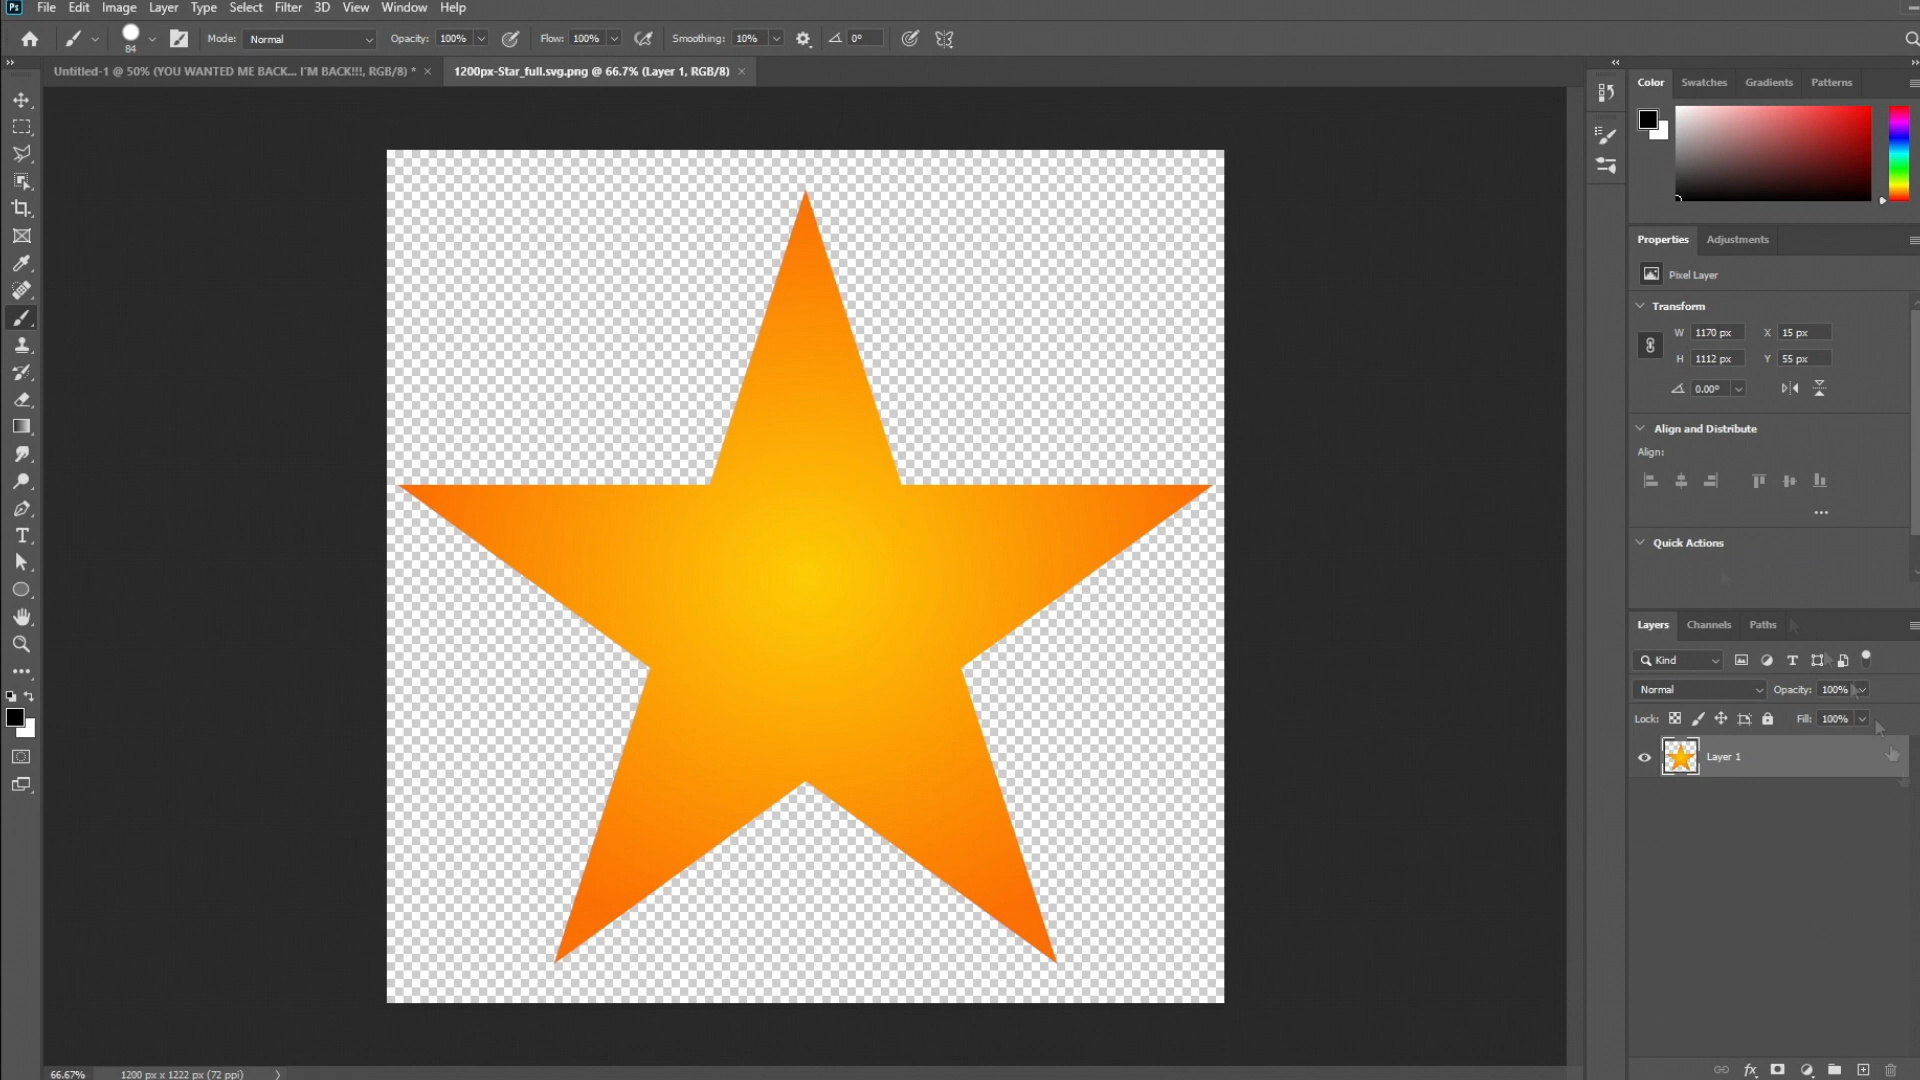 Ps File Edit Image Layer Type Select Filter 3D View Window Help
84 Mode: Normal Opacity: 100% Flow: 100% Smoothing: 10% 0°
Untitled-1 @ 50% (YOU WANTED ME BACK... I'M BACK!!!, RGB/8) * × 1200px-Star_full.svg.png @ 66.7% (Layer 1, RGB/8) ×
Color Swatches Gradients Patterns
Properties Adjustments
Pixel Layer
Transform
W 1170 px X 15 px
H 1112 px Y 55 px
0.00°
Align and Distribute
Align:
Quick Actions
Layers Channels Paths
Kind
Normal Opacity: 100%
Lock: Fill: 100%
Layer 1
fx
66.67% 1200 px x 1222 px (72 ppi)